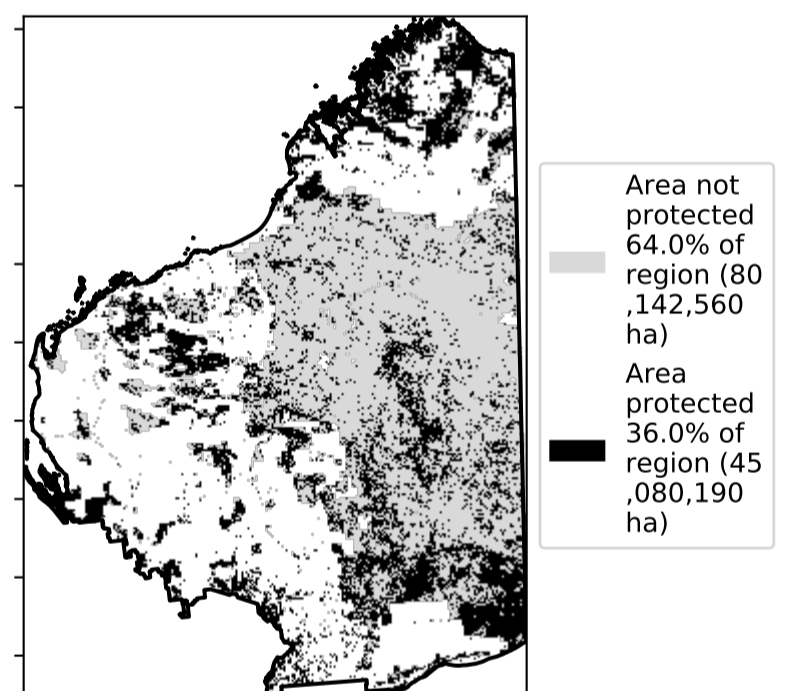 Area not
protected
64.0% of
region (80
,142,560
ha)
Area
protected
36.0% of
region (45
,080,190
ha)